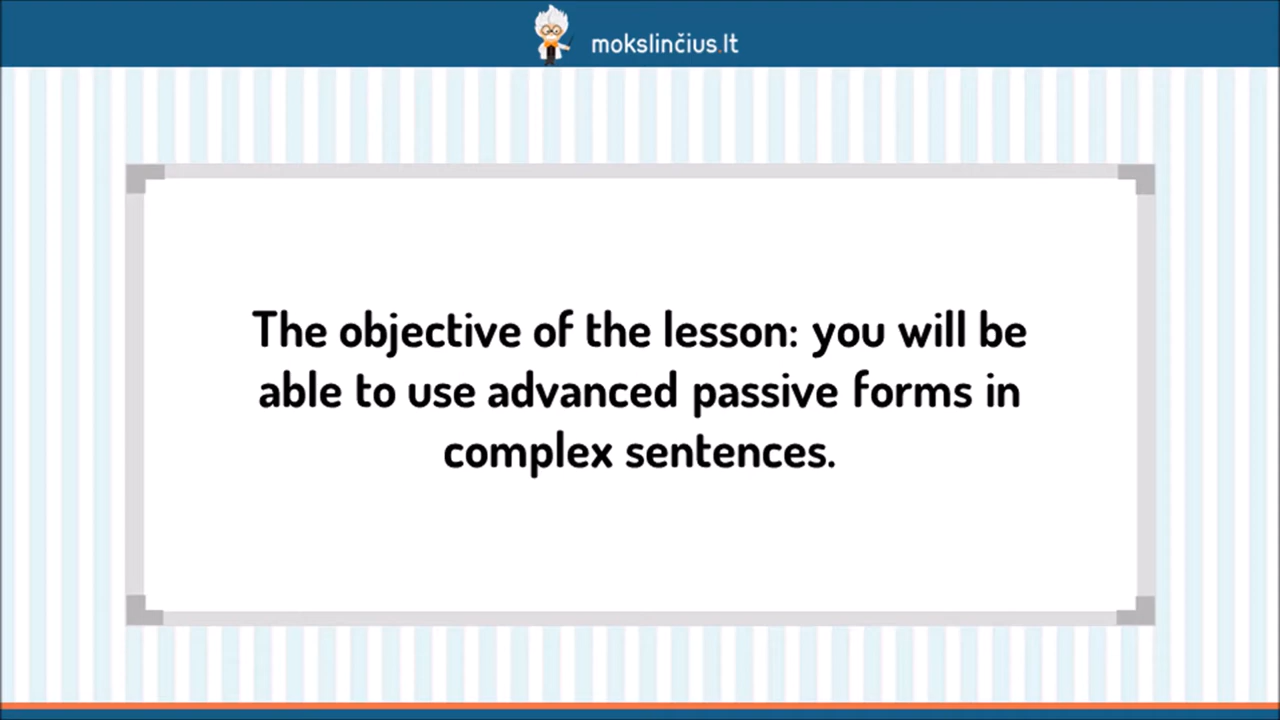 mokslinčius.lt
The objective of the lesson: you will be
able to use advanced passive forms in
complex sentences.